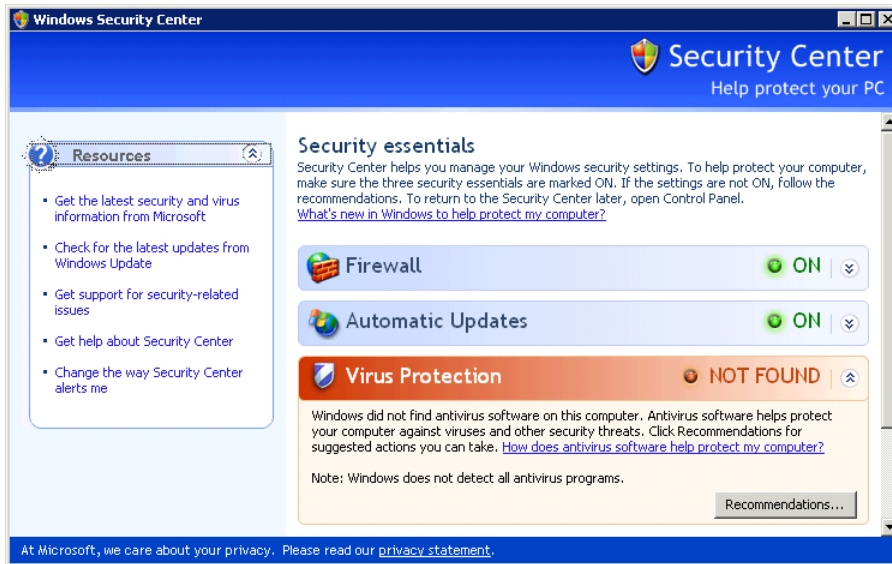 Windows Security Center
Security Center
Help protect your PC
Resources
Get the latest security and virus
information from Microsoft
Check for the latest updates from
Windows Update
Get support for security-related
issues
Get help about Security Center
Change the way Security Center
alerts me
Security essentials
Security Center helps you manage your Windows security settings. To help protect your computer,
make sure the three security essentials are marked ON. If the settings are not ON, follow the
recommendations. To return to the Security Center later, open Control Panel.
What's new in Windows to help protect my computer?
Firewall ON
Automatic Updates ON
Virus Protection NOT FOUND
Windows did not find antivirus software on this computer. Antivirus software helps protect
your computer against viruses and other security threats. Click Recommendations for
suggested actions you can take. How does antivirus software help protect my computer?
Note: Windows does not detect all antivirus programs.
Recommendations...
At Microsoft, we care about your privacy. Please read our privacy statement.